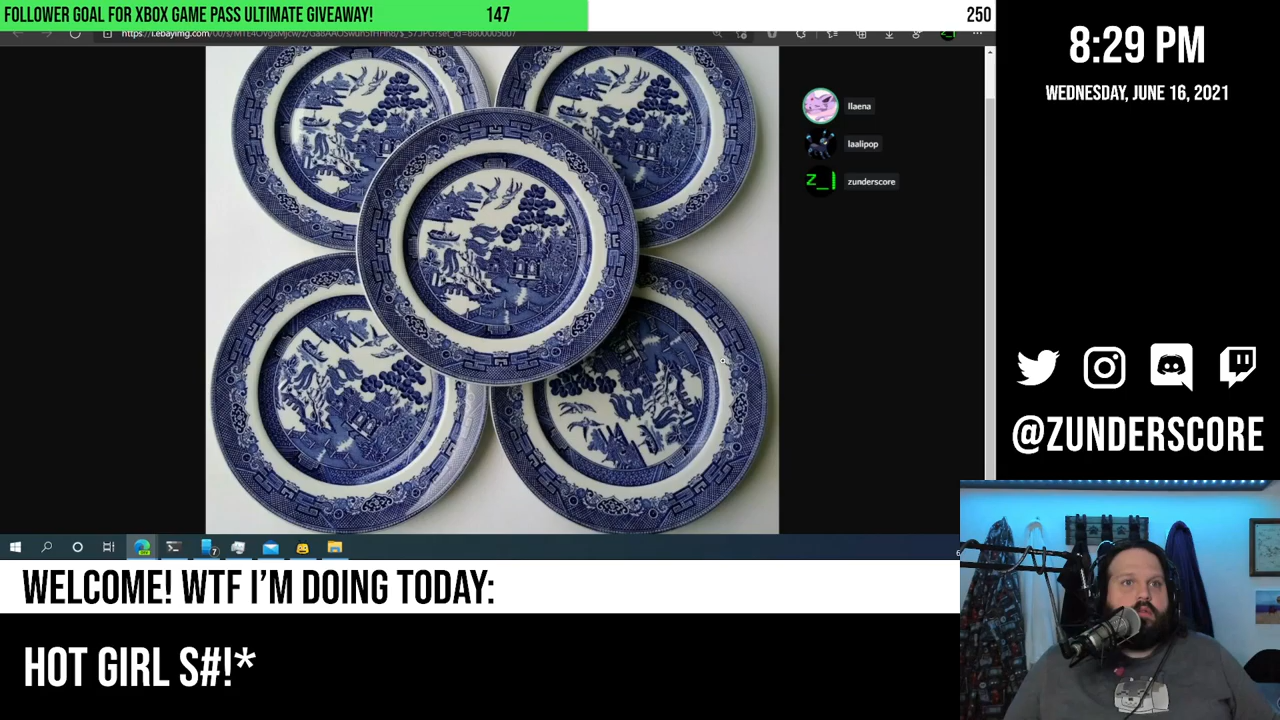 FOLLOWER GOAL FOR XBOX GAME PASS ULTIMATE GIVEAWAY! 147 250
8:29 PM
WEDNESDAY, JUNE 16, 2021
llaena
laalipop
zunderscore
@ZUNDERSCORE
WELCOME! WTF I'M DOING TODAY:
HOT GIRL S#!*